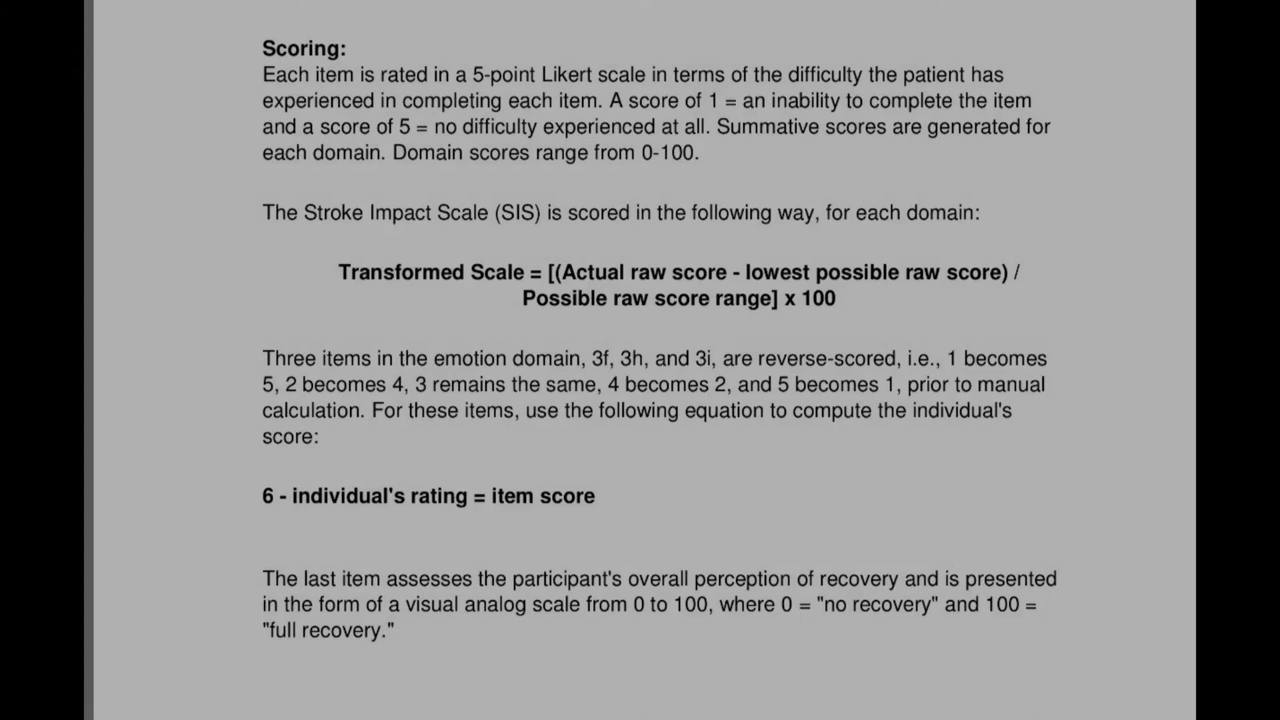 Scoring:
Each item is rated in a 5-point Likert scale in terms of the difficulty the patient has
experienced in completing each item. A score of 1 = an inability to complete the item
and a score of 5 = no difficulty experienced at all. Summative scores are generated for
each domain. Domain scores range from 0-100.
The Stroke Impact Scale (SIS) is scored in the following way, for each domain:
Transformed Scale = [(Actual raw score - lowest possible raw score) /
Possible raw score range] x 100
Three items in the emotion domain, 3f, 3h, and 3i, are reverse-scored, i.e., 1 becomes
5, 2 becomes 4, 3 remains the same, 4 becomes 2, and 5 becomes 1, prior to manual
calculation. For these items, use the following equation to compute the individual's
score:
6 - individual's rating = item score
The last item assesses the participant's overall perception of recovery and is presented
in the form of a visual analog scale from 0 to 100, where 0 = "no recovery" and 100 =
"full recovery."